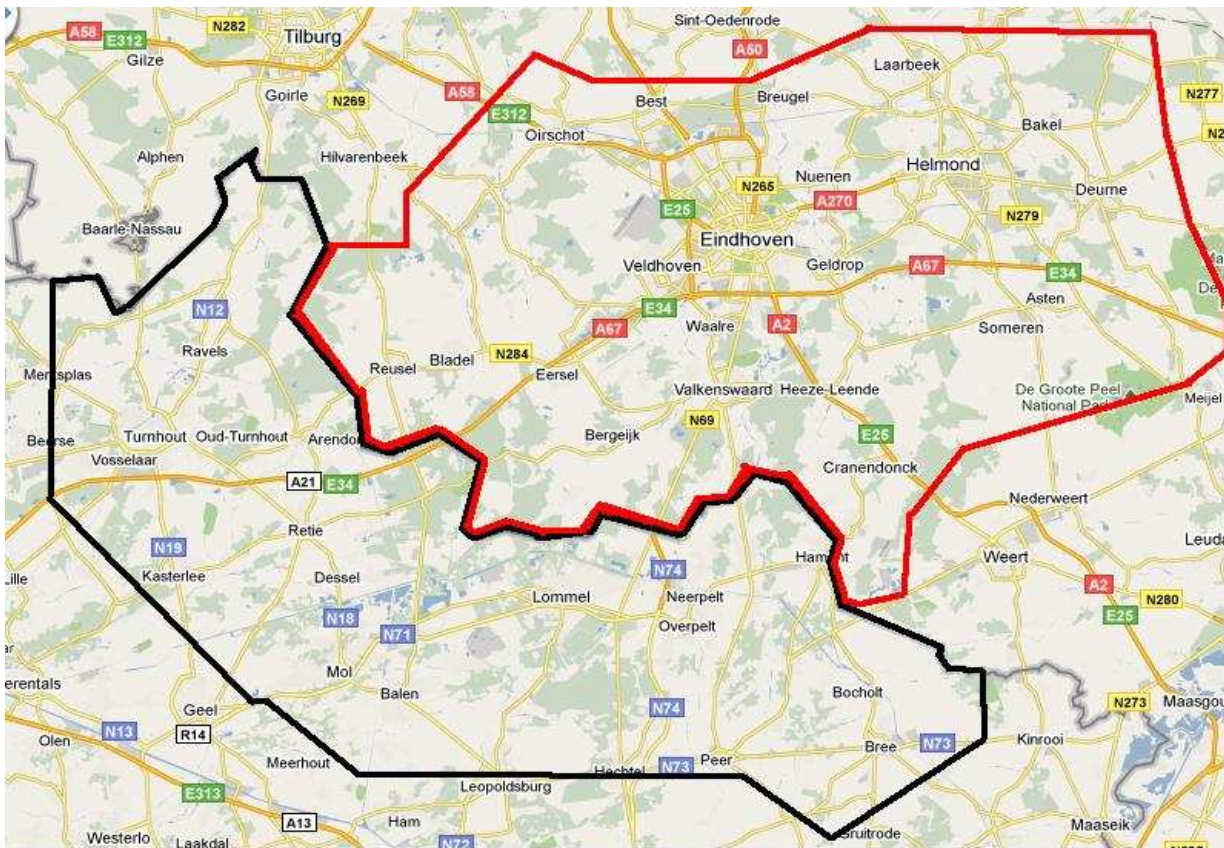 Sint-Oedenrode
N282
A58
E312
Tilburg
A50
Gilze
Laarbeek
Goirle
N269
A58
Best
Breugel
N277
E312
Oirschot
Bakel
Alphen
Hilvarenbeek
Helmond
Nuenen
N265
A270
Deurne
E25
N279
Baarle-Nassau
Eindhoven
Veldhoven
Geldrop
A67
E34
N12
E34
Asten
A67
Waalre
A2
Someren
Ravels
Reusel
Bladel
N284
Eersel
Merksplas
Valkenswaard
Heeze-Leende
De Groote Peel
National Park
Meijel
N69
Turnhout
Oud-Turnhout
Bergeijk
E25
Vosselaar
Cranendonck
A21
E34
Nederweert
Retie
N19
Weert
N74
Kasterlee
Dessel
A2
Lommel
Neerpelt
N280
N18
N71
E25
Overpelt
Mol
Balen
Bocholt
Geel
N74
N273
N13
R14
Olen
Bree
N73
Kinrooi
Meerhout
N73
Peer
Hechtel
Leopoldsburg
E313
A13
Ham
Maaseik
Westerlo
Laakdal
N72